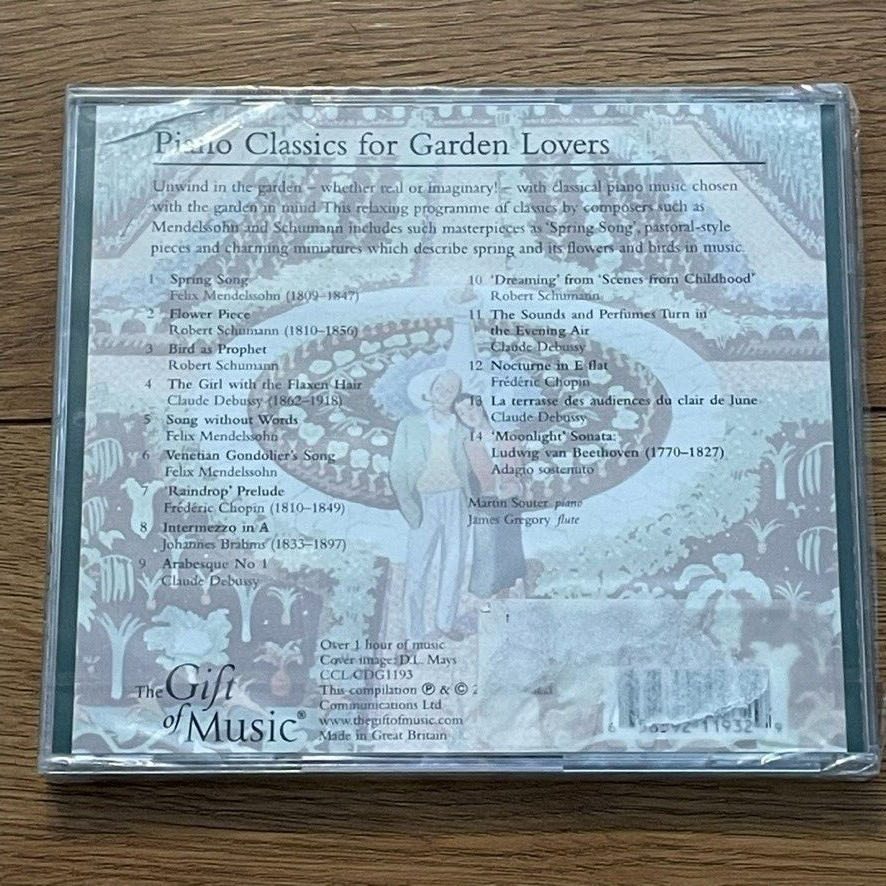 Piano Classics for Garden Lovers
Unwind in the garden – whether real or imaginary! – with classical piano music chosen
with the garden in mind This relaxing programme of classics by composers such as
Mendelssohn and Schumann includes such masterpieces as 'Spring Song', pastoral-style
pieces and charming miniatures which describe spring and its flowers and birds in music.
1 Spring Song
Felix Mendelssohn (1809–1847)
2 Flower Piece
Robert Schumann (1810–1856)
3 Bird as Prophet
Robert Schumann
4 The Girl with the Flaxen Hair
Claude Debussy (1862–1918)
5 Song without Words
Felix Mendelssohn
6 Venetian Gondolier's Song
Felix Mendelssohn
7 'Raindrop' Prelude
Frédéric Chopin (1810–1849)
8 Intermezzo in A
Johannes Brahms (1833–1897)
9 Arabesque No 1
Claude Debussy
10 'Dreaming' from 'Scenes from Childhood'
Robert Schumann
11 The Sounds and Perfumes Turn in
the Evening Air
Claude Debussy
12 Nocturne in E flat
Frédéric Chopin
13 La terrasse des audiences du clair de lune
Claude Debussy
14 'Moonlight' Sonata:
Ludwig van Beethoven (1770–1827)
Adagio sostenuto
Martin Souter piano
James Gregory flute
The Gift
of Music®
Over 1 hour of music
Cover image: D.L. Mays
CCL CDG1193
This compilation ℗ & © 2
Communications Ltd
www.thegiftofmusic.com
Made in Great Britain